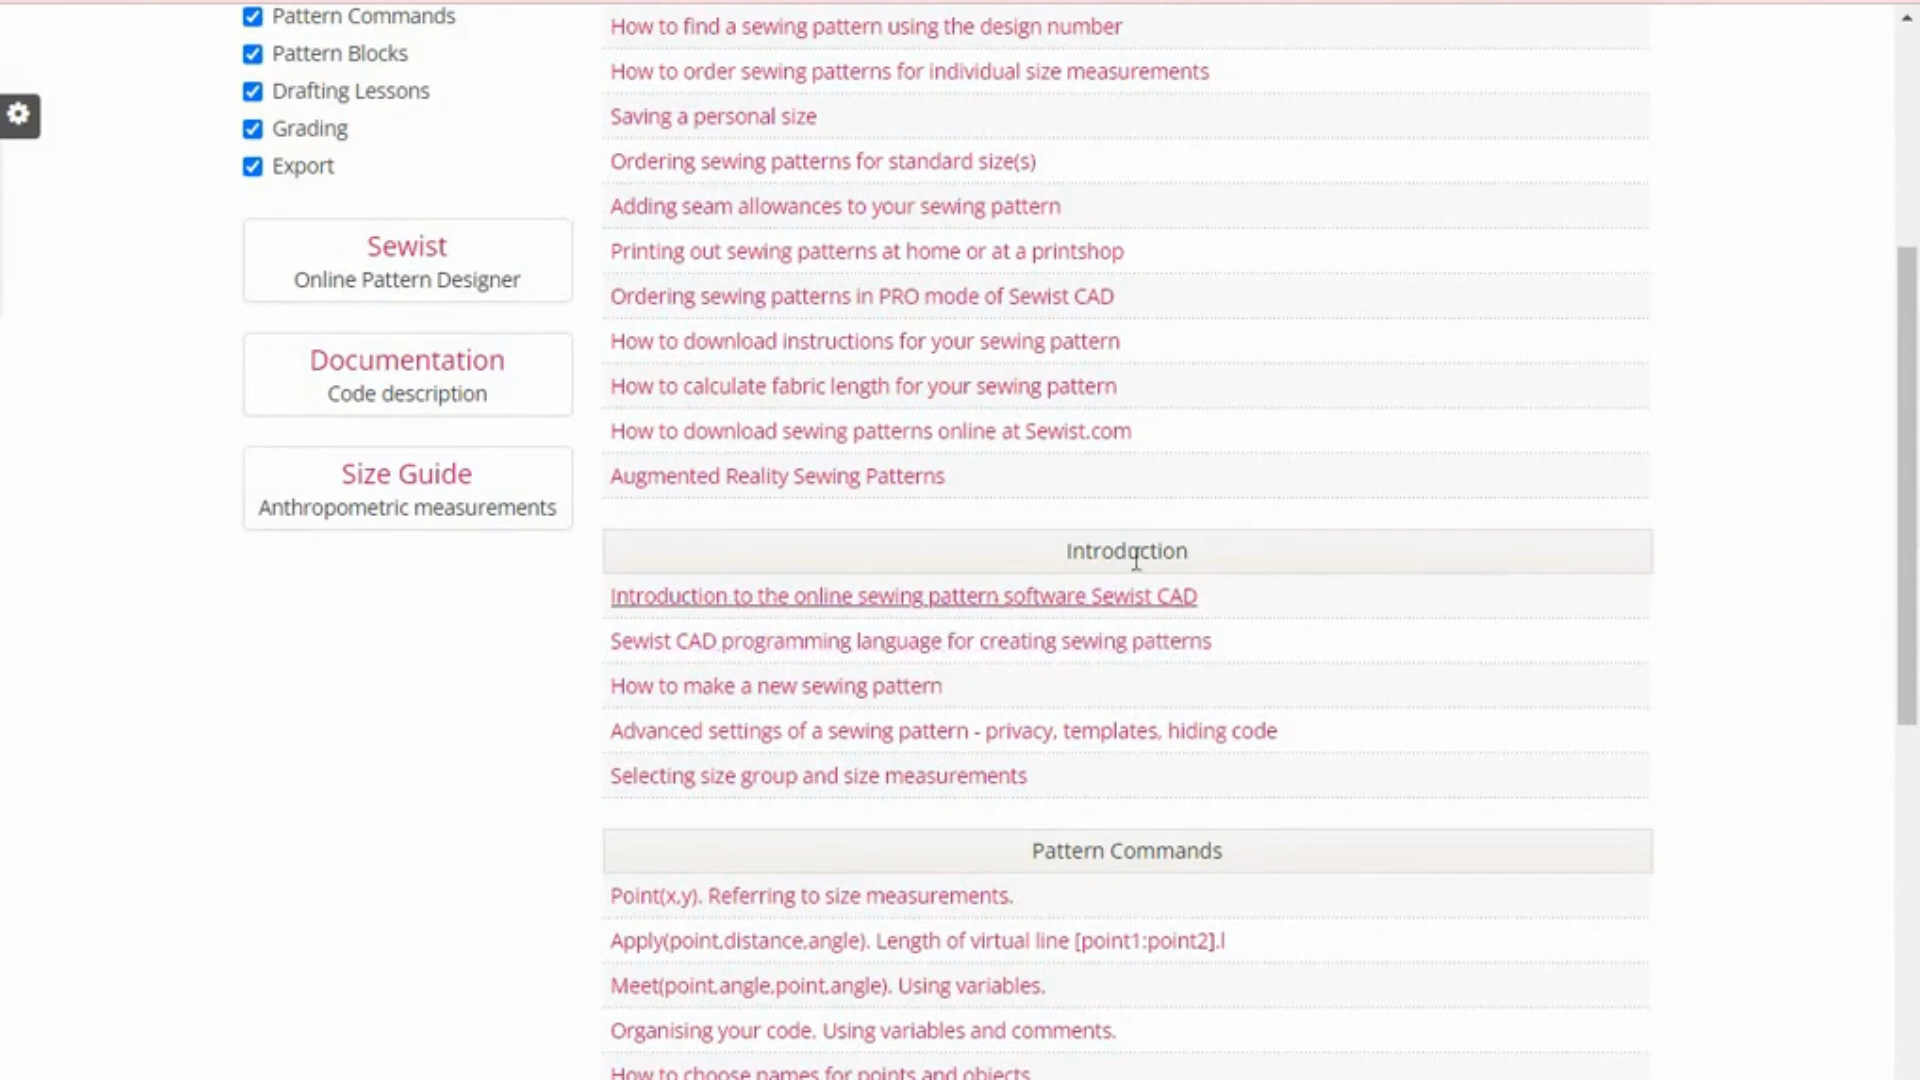 Pattern Commands
Pattern Blocks
Drafting Lessons
Grading
Export
Sewist
Online Pattern Designer
Documentation
Code description
Size Guide
Anthropometric measurements
How to find a sewing pattern using the design number
How to order sewing patterns for individual size measurements
Saving a personal size
Ordering sewing patterns for standard size(s)
Adding seam allowances to your sewing pattern
Printing out sewing patterns at home or at a printshop
Ordering sewing patterns in PRO mode of Sewist CAD
How to download instructions for your sewing pattern
How to calculate fabric length for your sewing pattern
How to download sewing patterns online at Sewist.com
Augmented Reality Sewing Patterns
Introduction
Introduction to the online sewing pattern software Sewist CAD
Sewist CAD programming language for creating sewing patterns
How to make a new sewing pattern
Advanced settings of a sewing pattern - privacy, templates, hiding code
Selecting size group and size measurements
Pattern Commands
Point(x,y). Referring to size measurements.
Apply(point,distance,angle). Length of virtual line [point1:point2].l
Meet(point,angle,point,angle). Using variables.
Organising your code. Using variables and comments.
How to choose names for points and objects